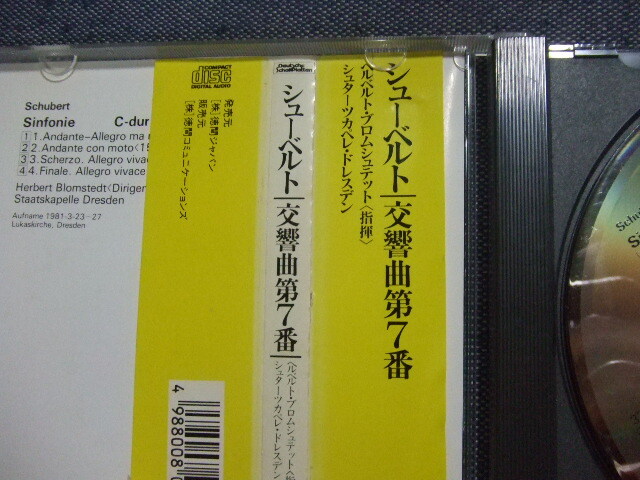 Schubert
Sinfonie C-dur
1 1.Andante–Allegro ma
2 2.Andante con moto
3 3.Scherzo. Allegro vivace
4 4.Finale. Allegro vivace
Herbert Blomstedt
Staatskapelle Dresden
Aufname 1981-3-23-27
Lukaskirche, Dresden
COMPACT
DISC
DIGITAL AUDIO
発売元
[株]徳間ジャパン
販売元
[株]徳間コミュニケーションズ
4 988008
Deutsche
Schallplatten
シューベルト|交響曲第7番
ヘルベルト・ブロムシュテット〈指揮〉
シュターツカペレ・ドレスデン
シューベルト|交響曲第7番
ヘルベルト・ブロムシュテット〈指揮〉
シュターツカペレ・ドレスデン